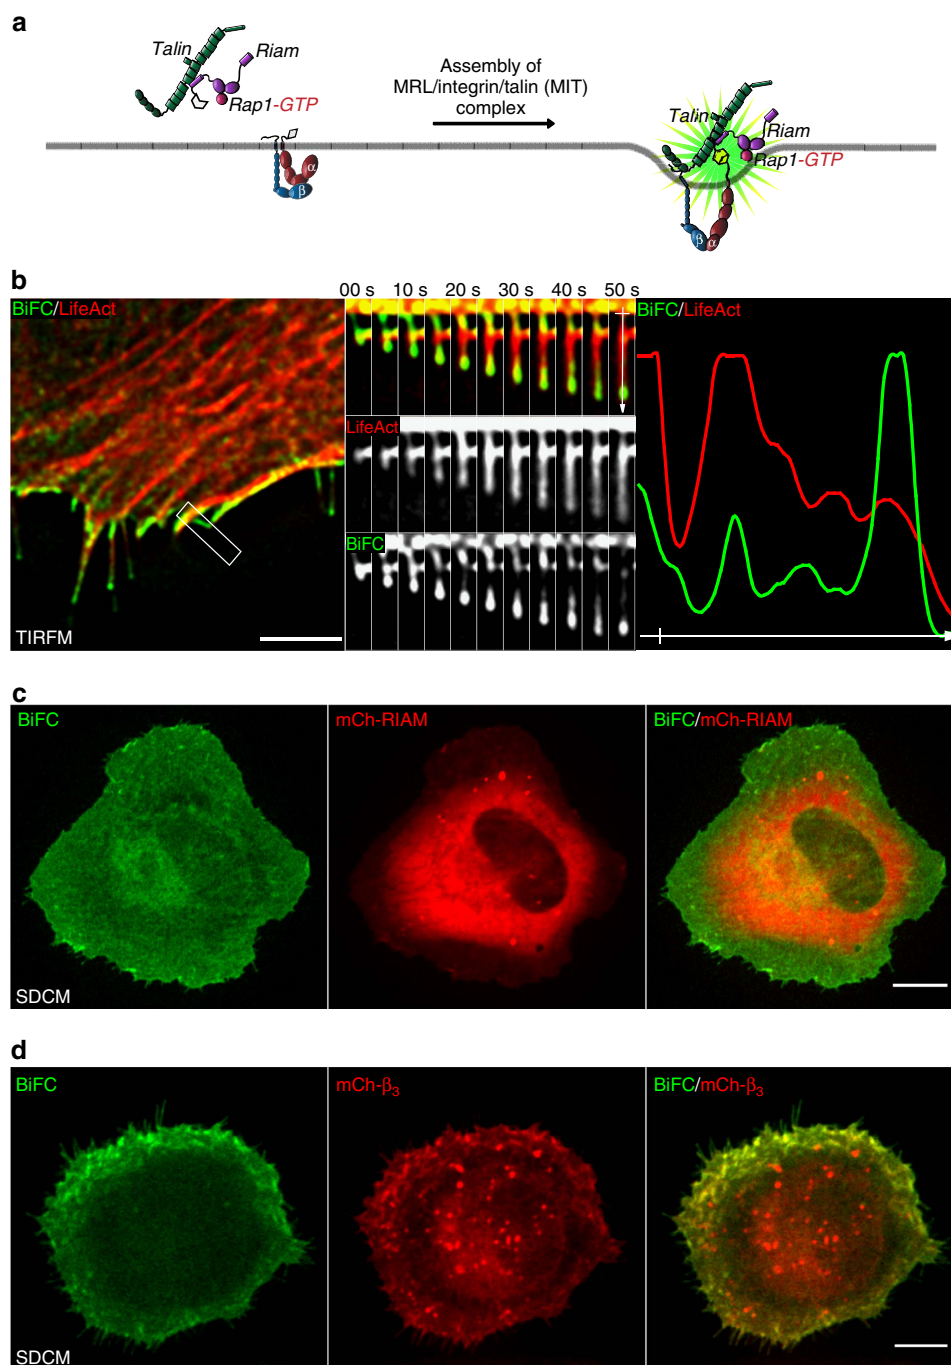 a
Talin
Riam
Rap1-GTP
Assembly of
MRL/integrin/talin (MIT)
complex
Talin
Riam
Rap1-GTP
α
β
β
α
b
00 s 10 s 20 s 30 s 40 s 50 s
BiFC/LifeAct
BiFC/LifeAct
LifeAct
BiFC
TIRFM
c
BiFC
mCh-RIAM
BiFC/mCh-RIAM
SDCM
d
BiFC
mCh-β3
BiFC/mCh-β3
SDCM